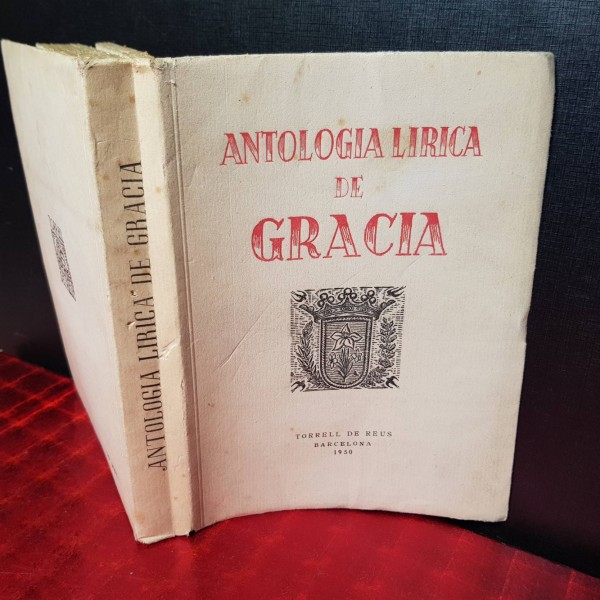 ANTOLOGIA LIRICA DE GRACIA
ANTOLOGIA LIRICA
DE
GRACIA
TORRELL DE REUS
BARCELONA
1950